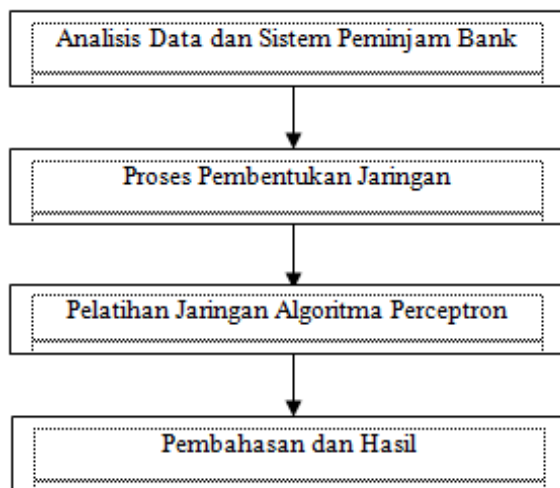 Analisis Data dan Sistem Peminjam Bank
Proses Pembentukan Jaringan
Pelatihan Jaringan Algoritma Perceptron
Pembahasan dan Hasil